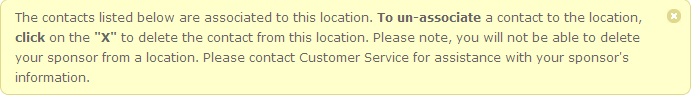 The contacts listed below are associated to this location. To un-associate a contact to the location,
click on the "X" to delete the contact from this location. Please note, you will not be able to delete
your sponsor from a location. Please contact Customer Service for assistance with your sponsor's
information.